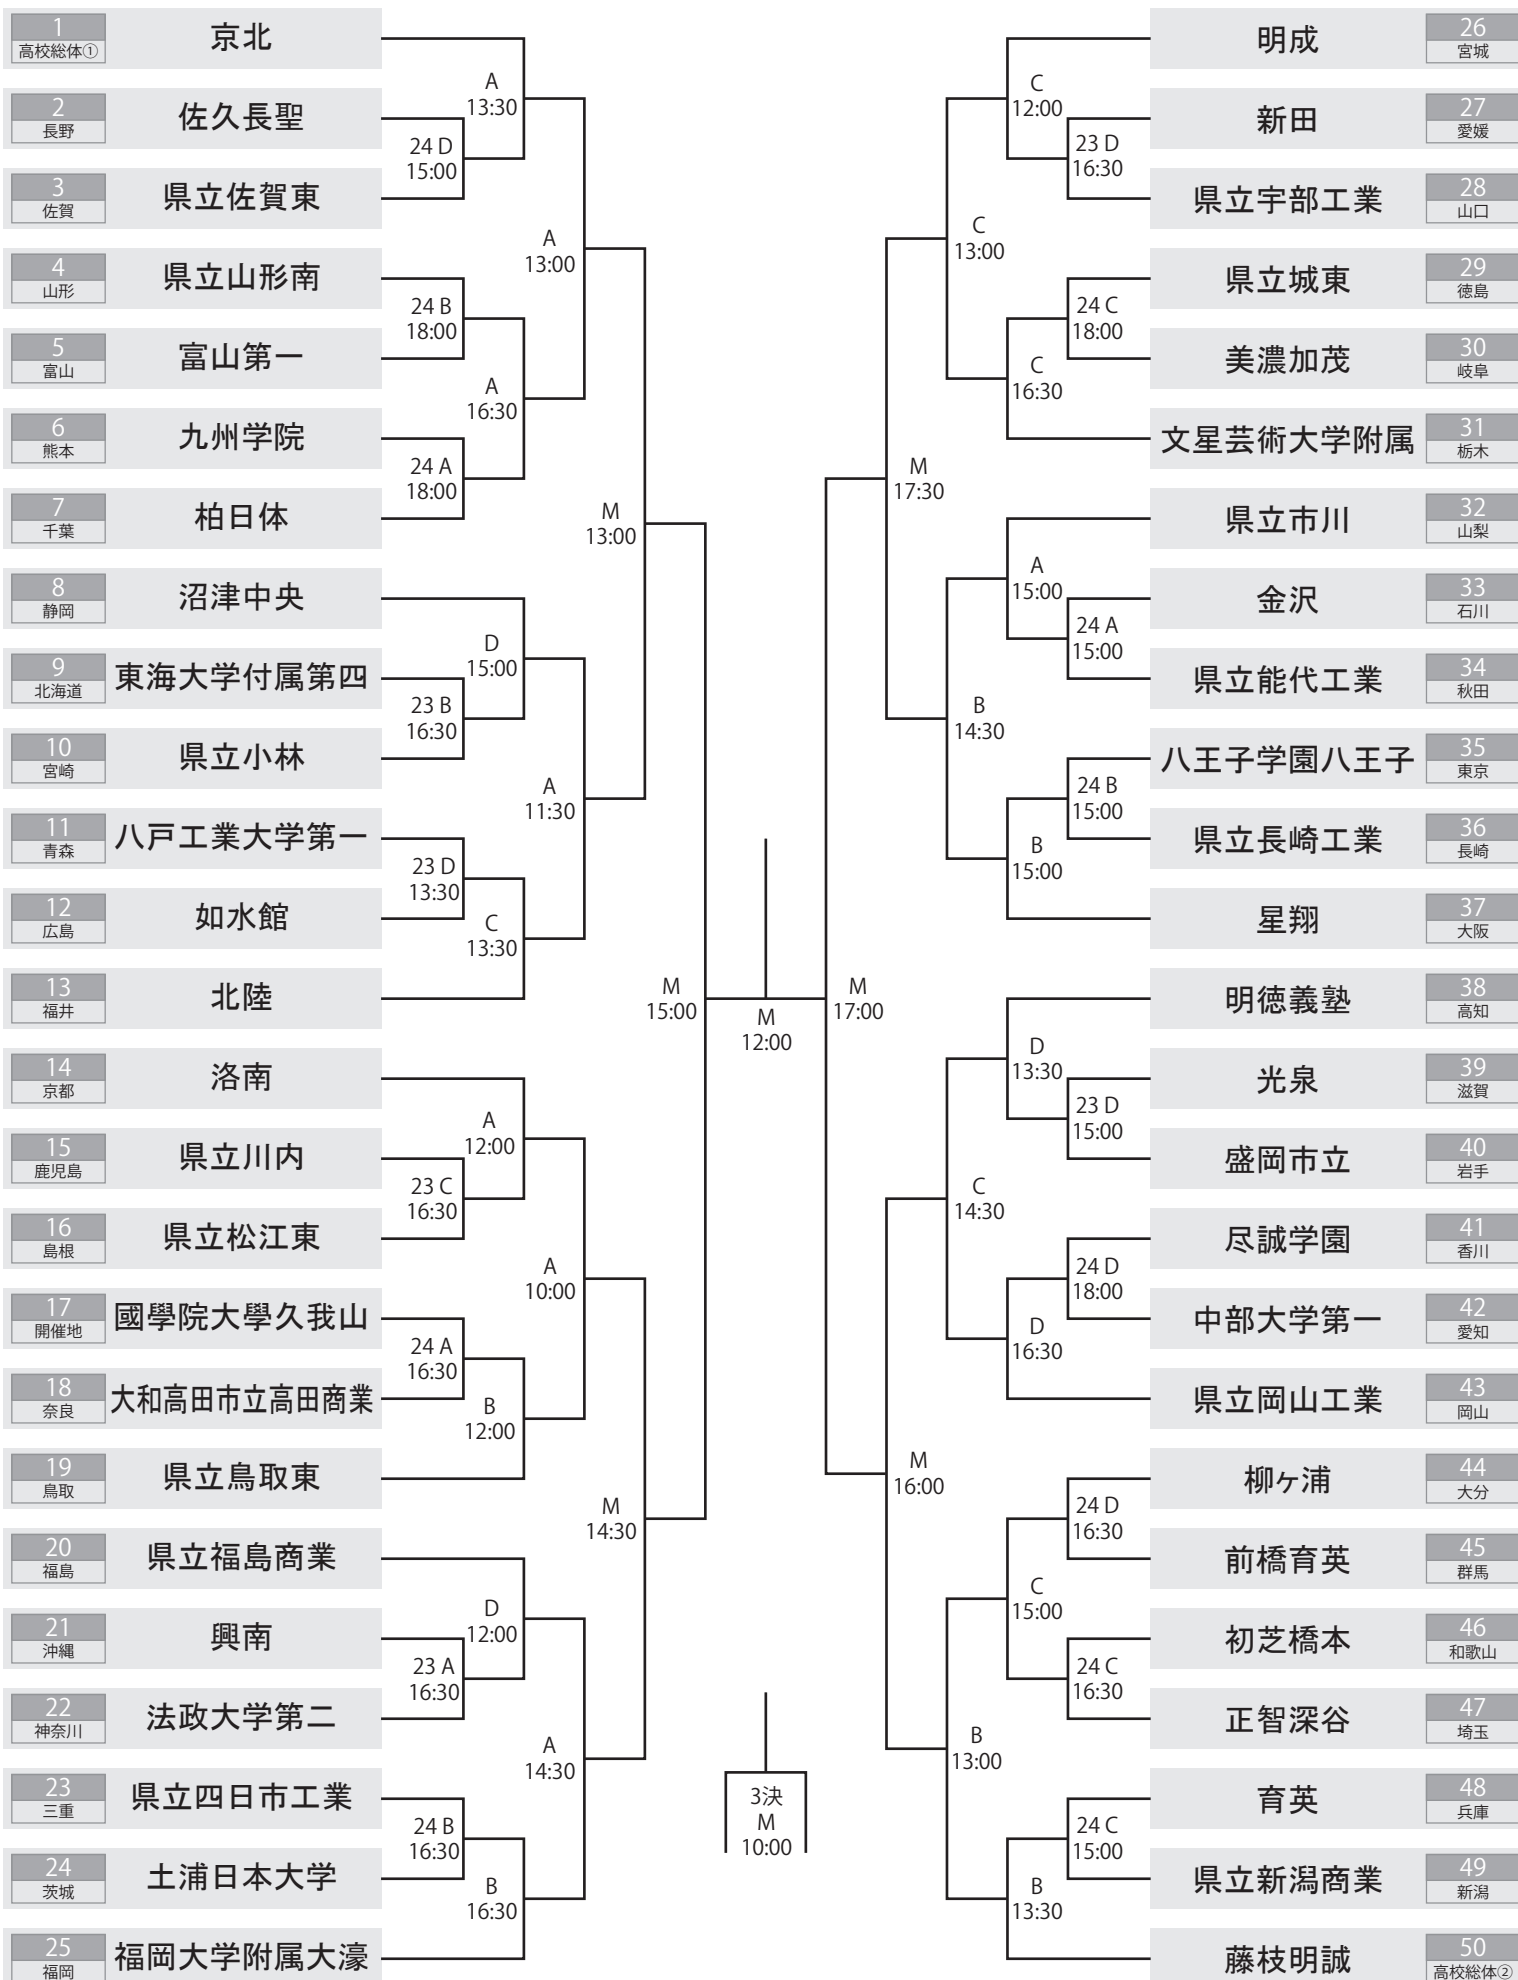 1
高校総体①
京北
2
長野
佐久長聖
3
佐賀
県立佐賀東
4
山形
県立山形南
5
富山
富山第一
6
熊本
九州学院
7
千葉
柏日体
8
静岡
沼津中央
9
北海道
東海大学付属第四
10
宮崎
県立小林
11
青森
八戸工業大学第一
12
広島
如水館
13
福井
北陸
14
京都
洛南
15
鹿児島
県立川内
16
島根
県立松江東
17
開催地
國學院大學久我山
18
奈良
大和高田市立高田商業
19
鳥取
県立鳥取東
20
福島
県立福島商業
21
沖縄
興南
22
神奈川
法政大学第二
23
三重
県立四日市工業
24
茨城
土浦日本大学
25
福岡
福岡大学附属大濠
24 D
15:00
24 B
18:00
24 A
18:00
23 B
16:30
23 D
13:30
23 C
16:30
24 A
16:30
23 A
16:30
24 B
16:30
A
13:30
A
16:30
D
15:00
C
13:30
A
12:00
B
12:00
D
12:00
B
16:30
A
13:00
A
11:30
A
10:00
A
14:30
M
13:00
M
14:30
M
15:00
M
12:00
3決
M
10:00
M
17:00
M
17:30
M
16:00
C
13:00
B
14:30
C
14:30
B
13:00
C
12:00
C
16:30
A
15:00
B
15:00
D
13:30
D
16:30
C
15:00
B
13:30
23 D
16:30
24 C
18:00
24 A
15:00
24 B
15:00
23 D
15:00
24 D
18:00
24 D
16:30
24 C
16:30
24 C
15:00
明成
26
宮城
新田
27
愛媛
県立宇部工業
28
山口
県立城東
29
徳島
美濃加茂
30
岐阜
文星芸術大学附属
31
栃木
県立市川
32
山梨
金沢
33
石川
県立能代工業
34
秋田
八王子学園八王子
35
東京
県立長崎工業
36
長崎
星翔
37
大阪
明徳義塾
38
高知
光泉
39
滋賀
盛岡市立
40
岩手
尽誠学園
41
香川
中部大学第一
42
愛知
県立岡山工業
43
岡山
柳ヶ浦
44
大分
前橋育英
45
群馬
初芝橋本
46
和歌山
正智深谷
47
埼玉
育英
48
兵庫
県立新潟商業
49
新潟
藤枝明誠
50
高校総体②